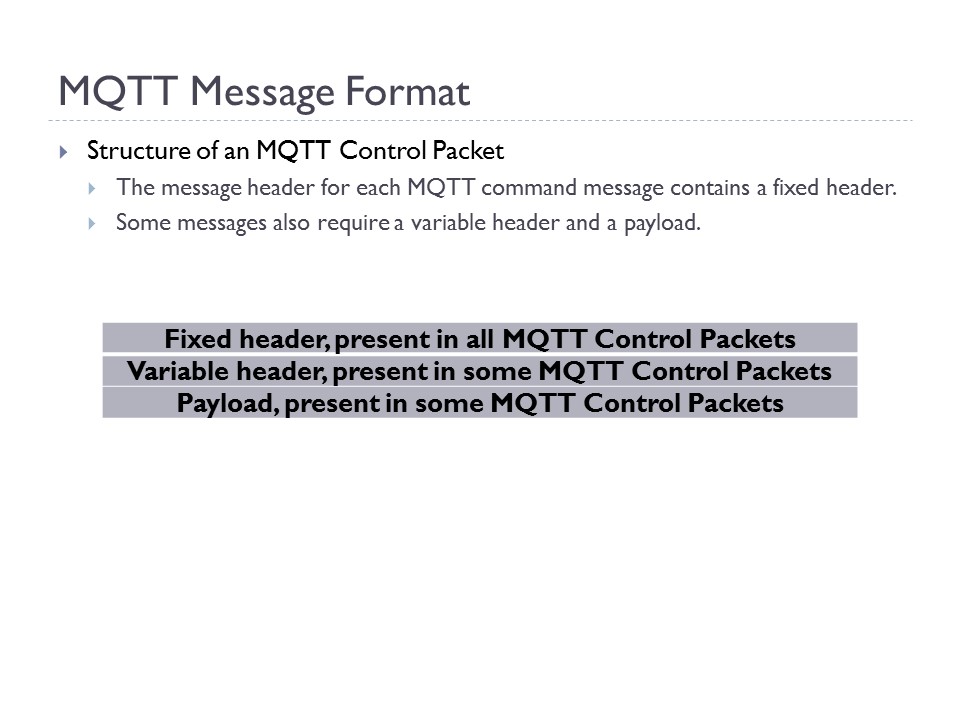 MQTT Message Format
Structure of an MQTT Control Packet
The message header for each MQTT command message contains a fixed header.
Some messages also require a variable header and a payload.
Fixed header, present in all MQTT Control Packets
Variable header, present in some MQTT Control Packets
Payload, present in some MQTT Control Packets